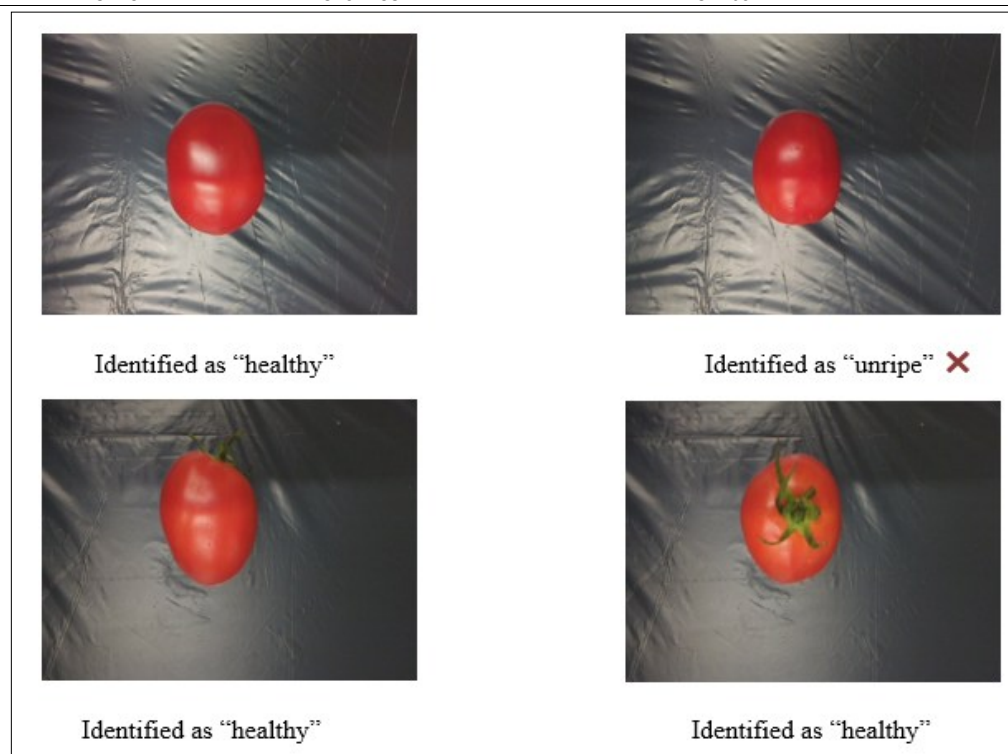 Identified as “healthy”
Identified as “unripe”
Identified as “healthy”
Identified as “healthy”